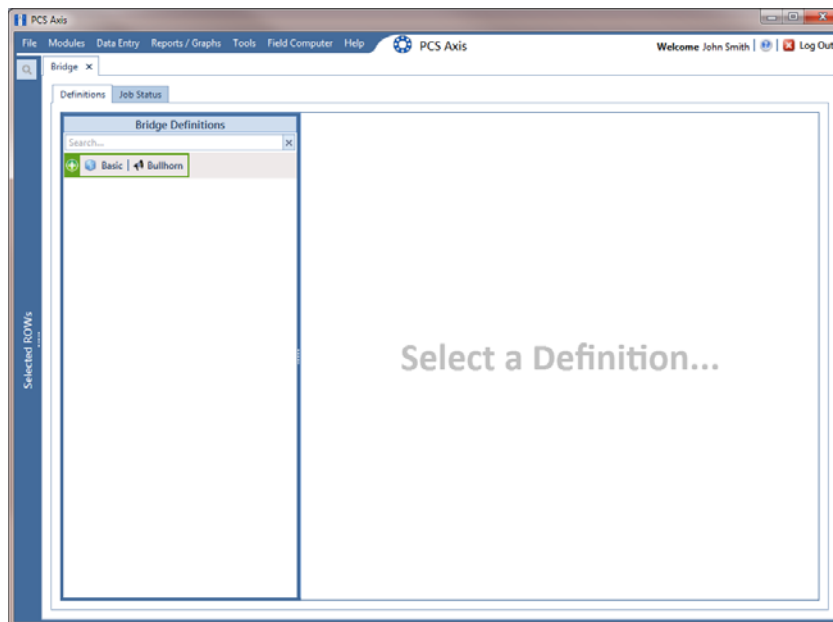 PCS Axis
File Modules Data Entry Reports / Graphs Tools Field Computer Help PCS Axis Welcome John Smith | | Log Out
Bridge
Definitions Job Status
Bridge Definitions
Search...
Basic | Bullhorn
Select a Definition...
Selected ROWs